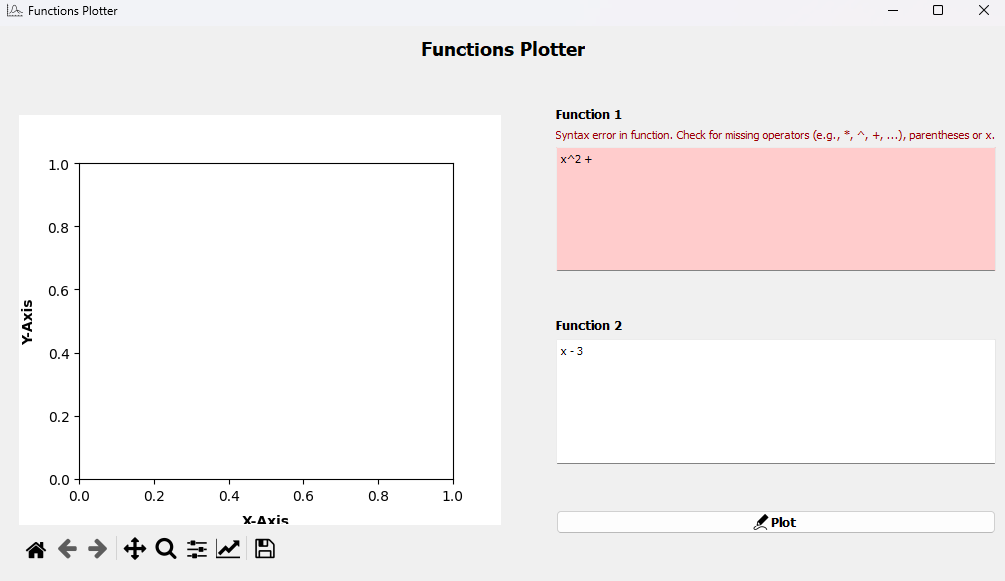 Functions Plotter
Functions Plotter
Function 1
Syntax error in function. Check for missing operators (e.g., *, ^, +, ...), parentheses or x.
x^2 +
Function 2
x - 3
Plot
Y-Axis
1.0
0.8
0.6
0.4
0.2
0.0
0.0 0.2 0.4 0.6 0.8 1.0
X-Axis